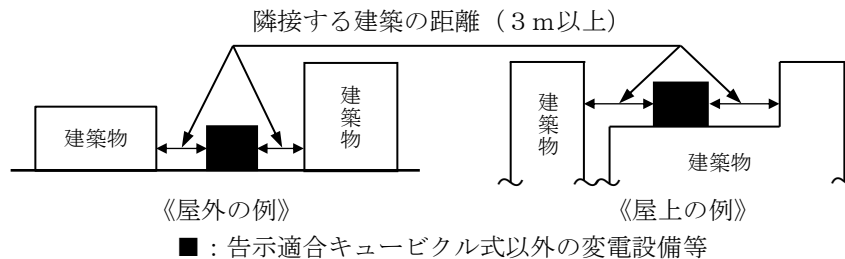 隣接する建築の距離（３ｍ以上）
建築物
建築物
建築物
建築物
《屋外の例》
《屋上の例》
■：告示適合キュービクル式以外の変電設備等